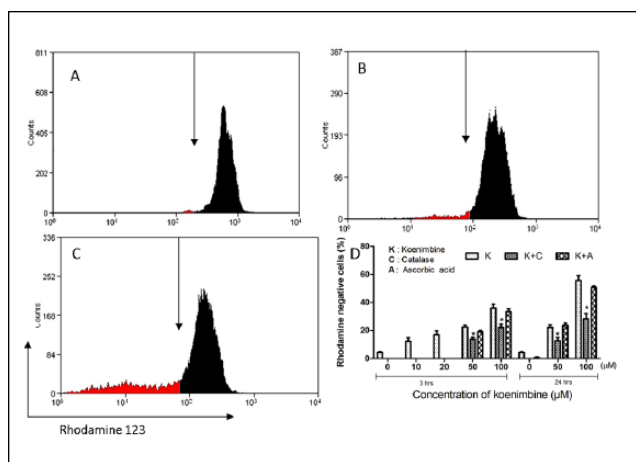 A
811
608
405
202
0
Counts
10⁰ 10¹ 10² 10³ 10⁴
B
387
290
193
96
0
Counts
10⁰ 10¹ 10² 10³ 10⁴
C
336
252
168
84
0
Counts
10⁰ 10¹ 10² 10³ 10⁴
Rhodamine 123
D
K : Koenimbine
C : Catalase
A : Ascorbic acid
K K+C K+A
Rhodamine negative cells (%)
80
60
40
20
0
* * * *
0 10 20 50 100 0 50 100 (µM)
3 hrs 24 hrs
Concentration of koenimbine (µM)